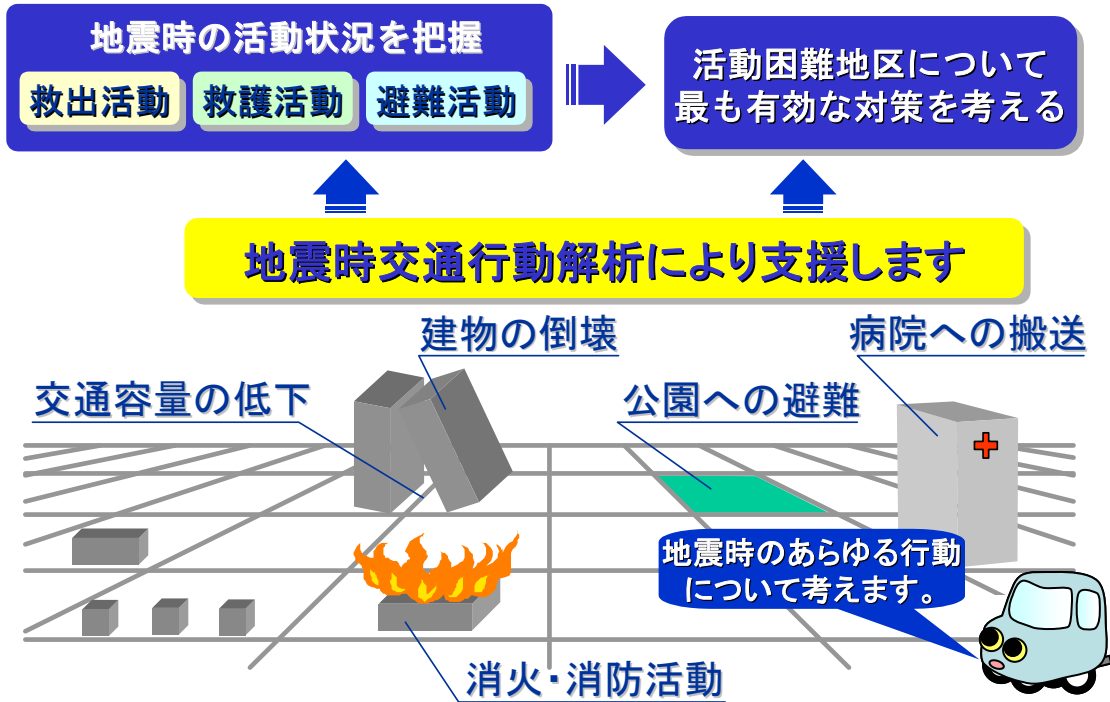 地震時の活動状況を把握
救出活動 救護活動 避難活動
活動困難地区について
最も有効な対策を考える
地震時交通行動解析により支援します
建物の倒壊
病院への搬送
交通容量の低下
公園への避難
地震時のあらゆる行動
について考えます。
消火・消防活動